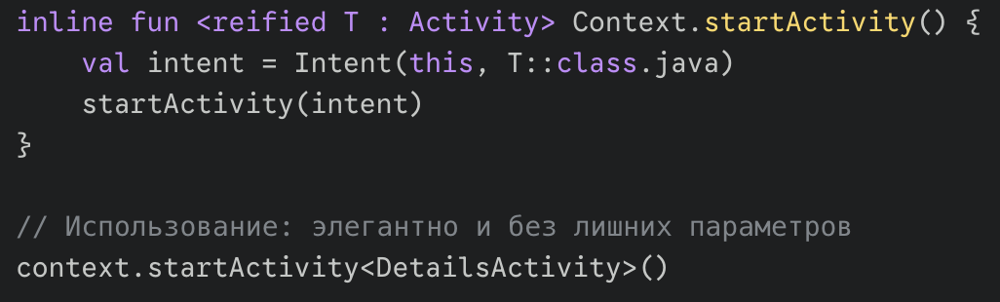 inline fun <reified T : Activity> Context.startActivity() {
    val intent = Intent(this, T::class.java)
    startActivity(intent)
}

// Использование: элегантно и без лишних параметров
context.startActivity<DetailsActivity>()